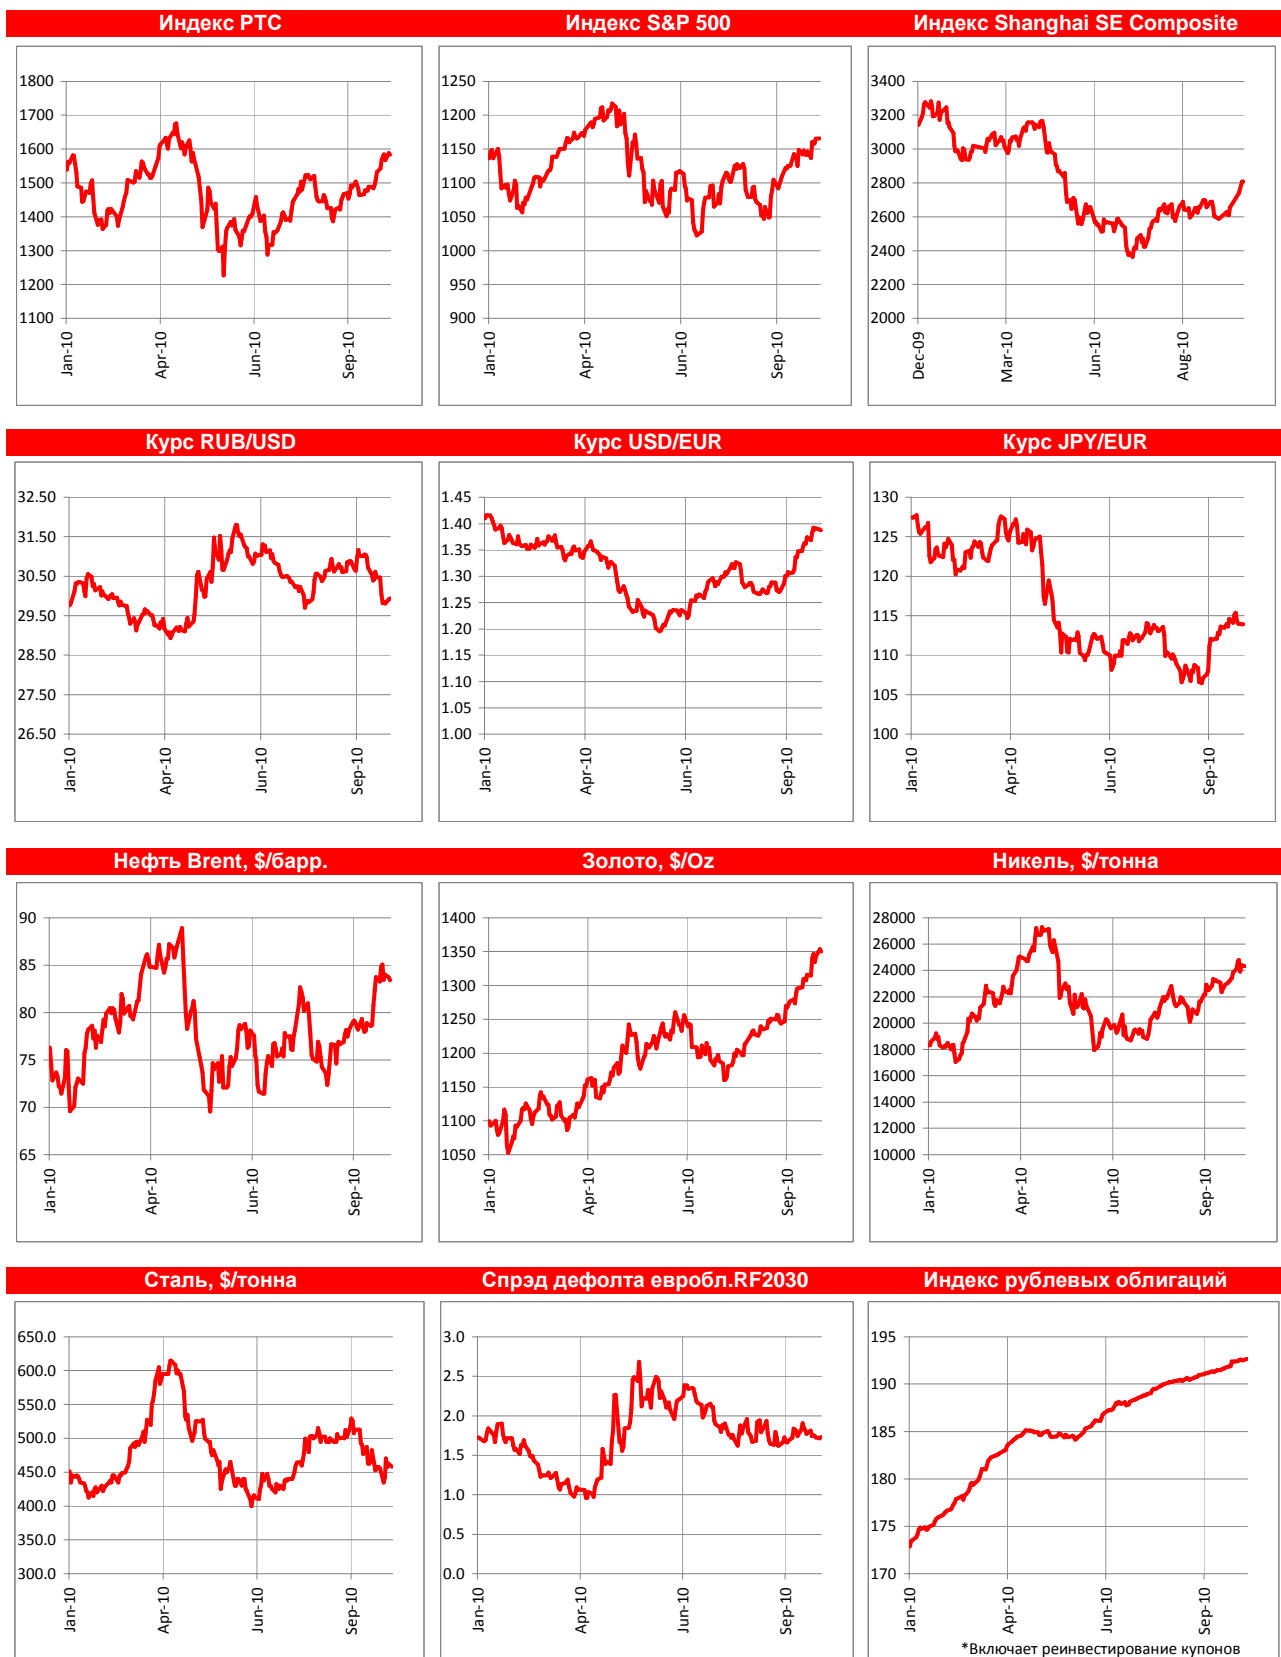 Индекс РТС
Индекс S&P 500
Индекс Shanghai SE Composite
1800
1700
1600
1500
1400
1300
1200
1100
Jan-10
Apr-10
Jun-10
Sep-10
1250
1200
1150
1100
1050
1000
950
900
Jan-10
Apr-10
Jun-10
Sep-10
3400
3200
3000
2800
2600
2400
2200
2000
Dec-09
Mar-10
Jun-10
Aug-10
Курс RUB/USD
Курс USD/EUR
Курс JPY/EUR
32.50
31.50
30.50
29.50
28.50
27.50
26.50
Jan-10
Apr-10
Jun-10
Sep-10
1.45
1.40
1.35
1.30
1.25
1.20
1.15
1.10
1.05
1.00
Jan-10
Apr-10
Jun-10
Sep-10
130
125
120
115
110
105
100
Jan-10
Apr-10
Jun-10
Sep-10
Нефть Brent, $/барр.
Золото, $/Oz
Никель, $/тонна
90
85
80
75
70
65
Jan-10
Apr-10
Jun-10
Sep-10
1400
1350
1300
1250
1200
1150
1100
1050
Jan-10
Apr-10
Jun-10
Sep-10
28000
26000
24000
22000
20000
18000
16000
14000
12000
10000
Jan-10
Apr-10
Jun-10
Sep-10
Сталь, $/тонна
Спрэд дефолта евробл.RF2030
Индекс рублевых облигаций
650.0
600.0
550.0
500.0
450.0
400.0
350.0
300.0
Jan-10
Apr-10
Jun-10
Sep-10
3.0
2.5
2.0
1.5
1.0
0.5
0.0
Jan-10
Apr-10
Jun-10
Sep-10
195
190
185
180
175
170
Jan-10
Apr-10
Jun-10
Sep-10
*Включает реинвестирование купонов